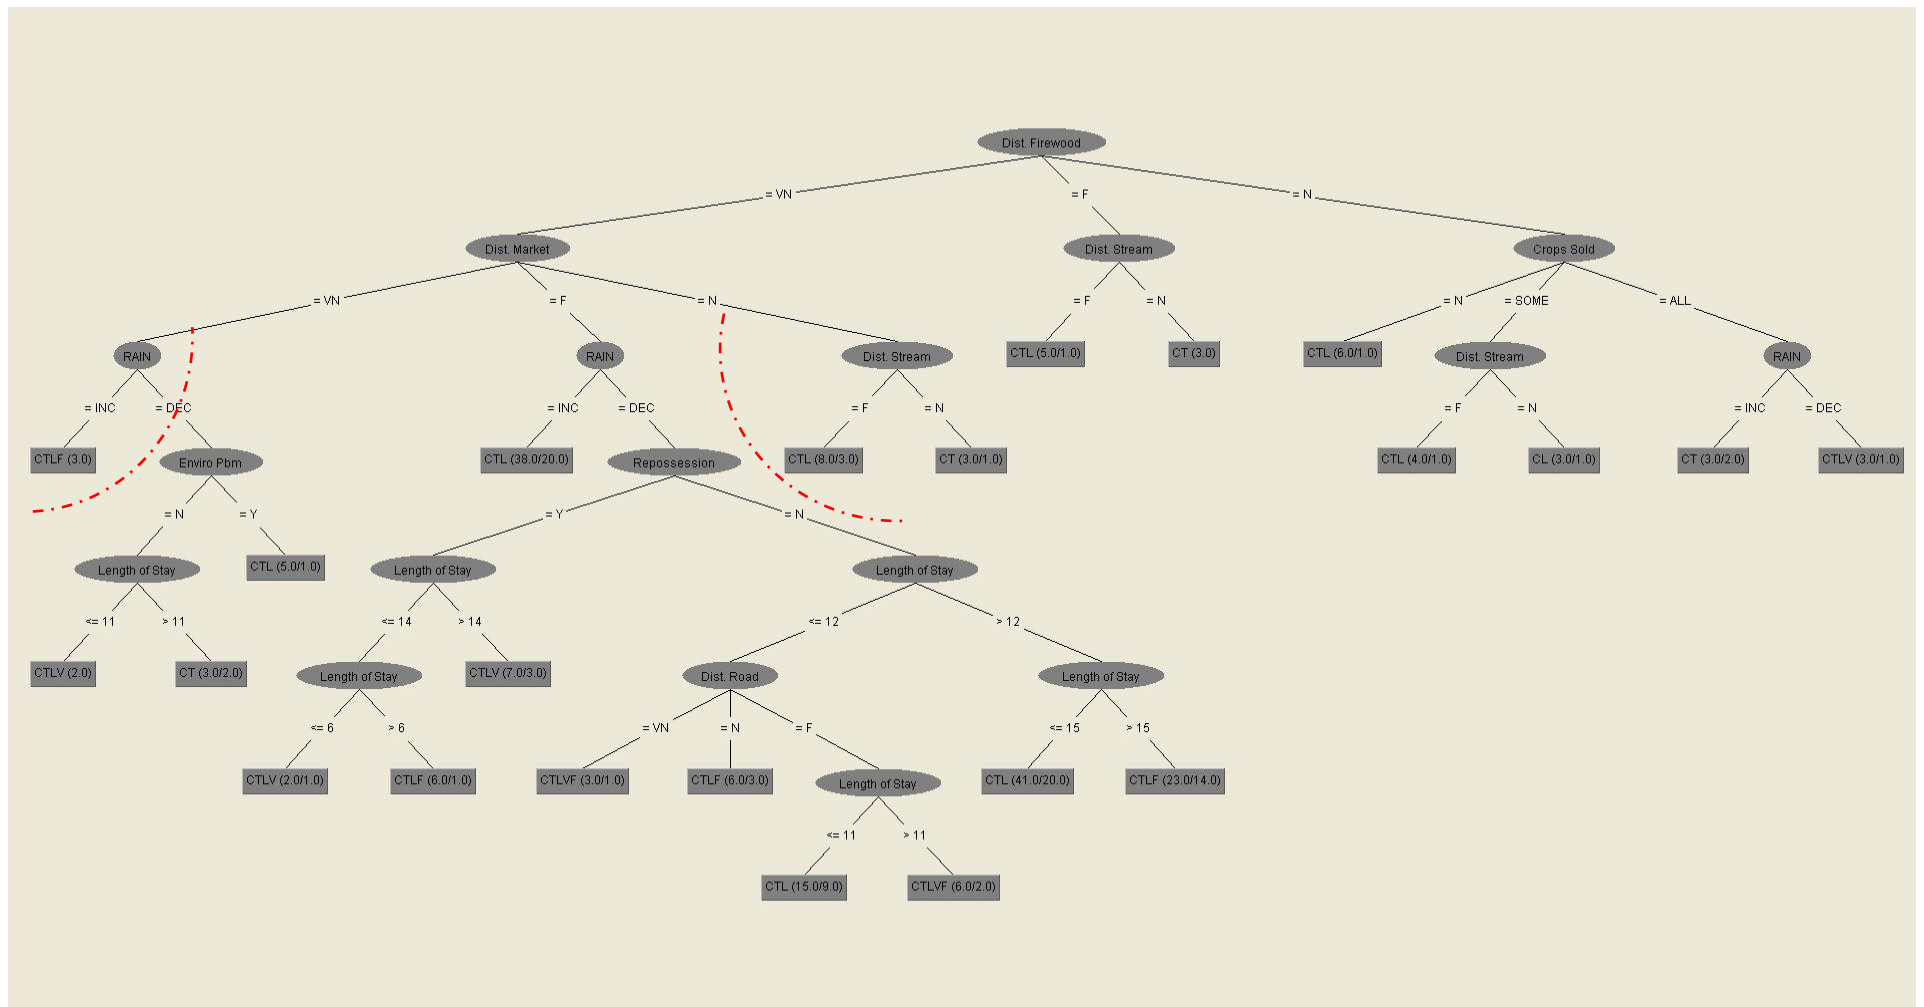 Dist. Firewood
= VN
= F
= N
Dist. Market
Dist. Stream
Crops Sold
= VN
= F
= N
= F
= N
= N
= SOME
= ALL
RAIN
RAIN
Dist. Stream
CTL (5.0/1.0)
CT (3.0)
CTL (6.0/1.0)
Dist. Stream
RAIN
= INC
= DEC
= INC
= DEC
= F
= N
= F
= N
= INC
= DEC
CTLF (3.0)
Enviro Pbm
CTL (38.0/20.0)
Repossession
CTL (8.0/3.0)
CT (3.0/1.0)
CTL (4.0/1.0)
CL (3.0/1.0)
CT (3.0/2.0)
CTLV (3.0/1.0)
= N
= Y
= Y
= N
Length of Stay
CTL (5.0/1.0)
Length of Stay
Length of Stay
<= 11
> 11
<= 14
> 14
<= 12
> 12
CTLV (2.0)
CT (3.0/2.0)
Length of Stay
CTLV (7.0/3.0)
Dist. Road
Length of Stay
<= 6
> 6
= VN
= N
= F
<= 15
> 15
CTLV (2.0/1.0)
CTLF (6.0/1.0)
CTLVF (3.0/1.0)
CTLF (6.0/3.0)
Length of Stay
CTL (41.0/20.0)
CTLF (23.0/14.0)
<= 11
> 11
CTL (15.0/9.0)
CTLVF (6.0/2.0)